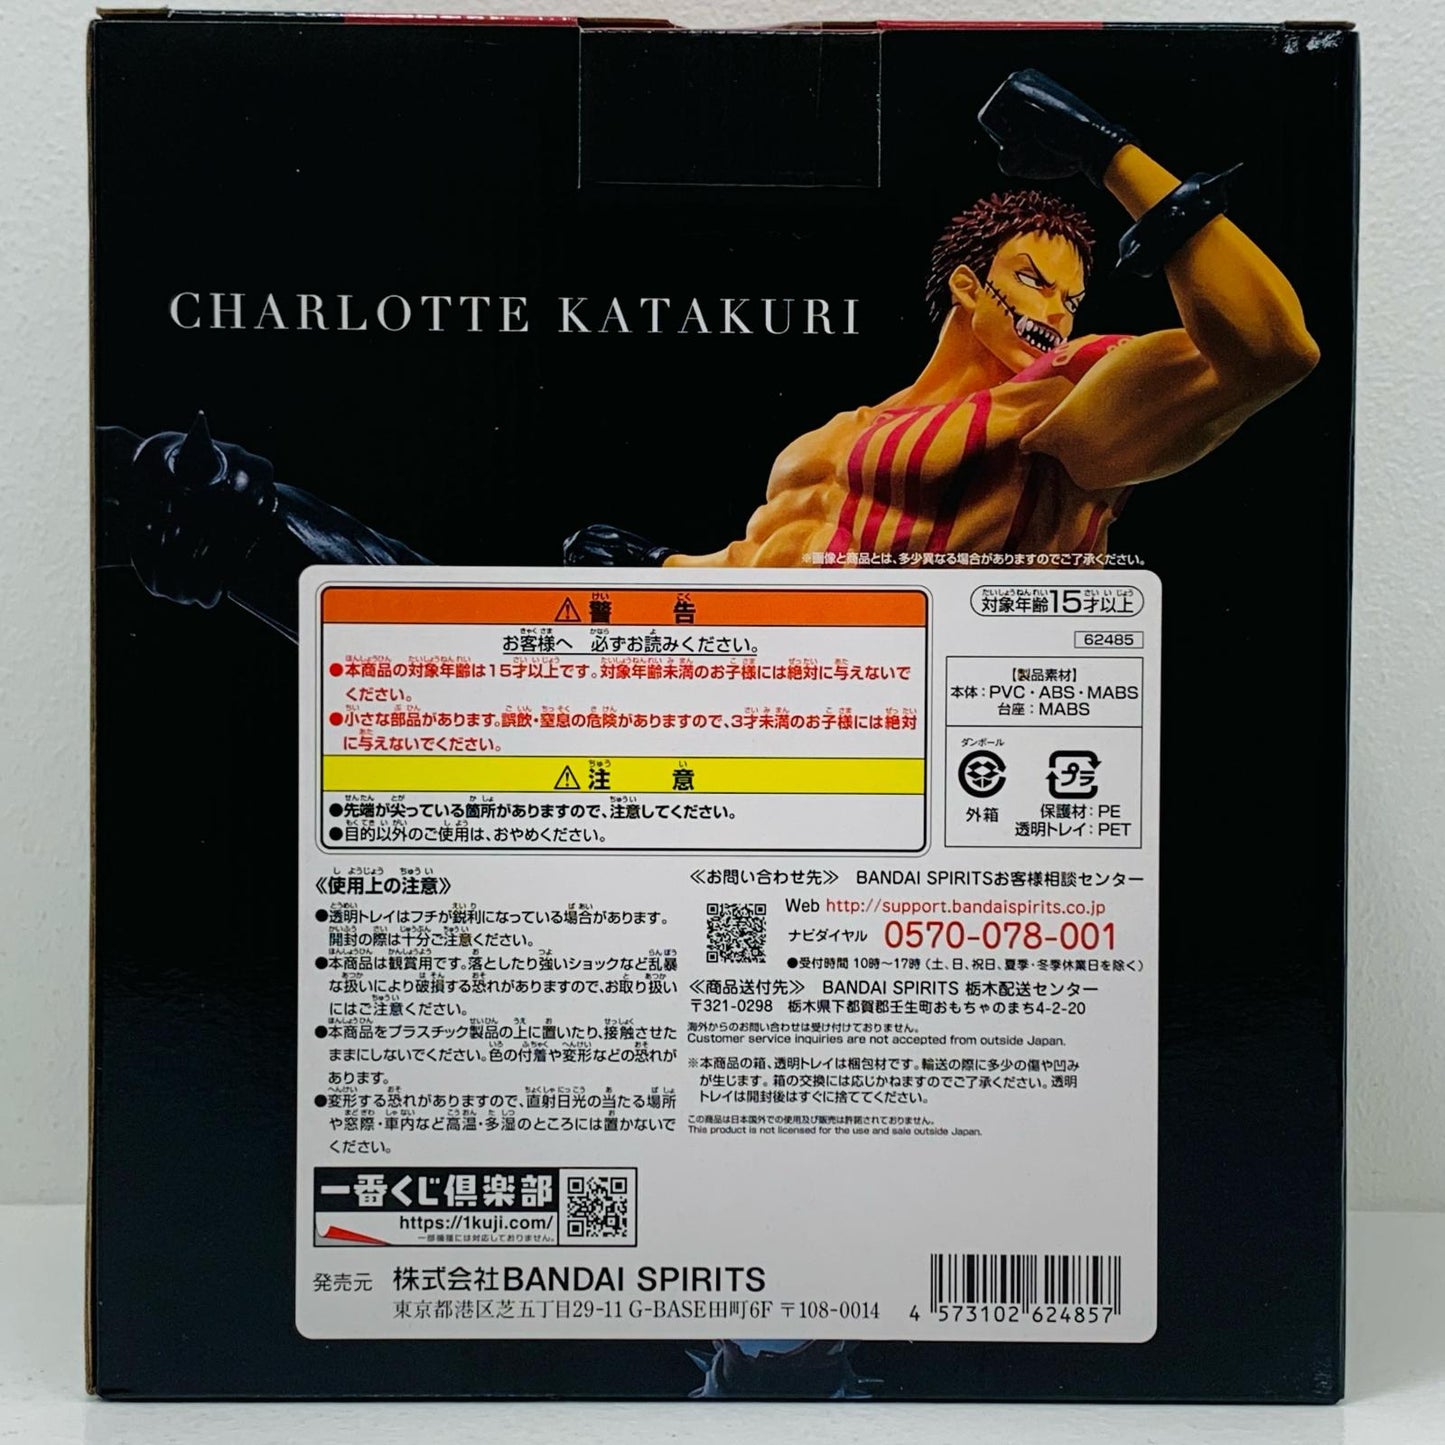 CHARLOTTE KATAKURI
※画像と商品とは、多少異なる場合がありますのでご了承ください。
⚠警告
お客様へ 必ずお読みください。
●本商品の対象年齢は15才以上です。対象年齢未満のお子様には絶対に与えないで
ください。
●小さな部品があります。誤飲・窒息の危険がありますので、3才未満のお子様には絶対
に与えないでください。
⚠注意
●先端が尖っている箇所がありますので、注意してください。
●目的以外のご使用は、おやめください。
対象年齢15才以上
62485
【製品素材】
本体：PVC・ABS・MABS
台座：MABS
ダンボール
外箱
プラ
保護材：PE
透明トレイ：PET
《使用上の注意》
●透明トレイはフチが鋭利になっている場合があります。
開封の際は十分ご注意ください。
●本商品は観賞用です。落としたり強いショックなど乱暴
な扱いにより破損する恐れがありますので、お取り扱い
にはご注意ください。
●本商品をプラスチック製品の上に置いたり、接触させた
ままにしないでください。色の付着や変形などの恐れが
あります。
●変形する恐れがありますので、直射日光の当たる場所
や窓際・車内など高温・多湿のところには置かないで
ください。
《お問い合わせ先》 BANDAI SPIRITSお客様相談センター
Web http://support.bandaispirits.co.jp
ナビダイヤル 0570-078-001
●受付時間 10時〜17時（土、日、祝日、夏季・冬季休業日を除く）
《商品送付先》 BANDAI SPIRITS 栃木配送センター
〒321-0298 栃木県下都賀郡壬生町おもちゃのまち4-2-20
海外からのお問い合わせは受け付けておりません。
Customer service inquiries are not accepted from outside Japan.
※本商品の箱、透明トレイは梱包材です。輸送の際に多少の傷や凹み
が生じます。箱の交換には応じかねますのでご了承ください。透明
トレイは開封後はすぐに捨ててください。
この商品は日本国外での使用及び販売は許諾されておりません。
This product is not licensed for the use and sale outside Japan.
一番くじ倶楽部
https://1kuji.com/
一部機種には対応しておりません。
発売元 株式会社BANDAI SPIRITS
東京都港区芝五丁目29-11 G-BASE田町6F 〒108-0014
4 573102 624857